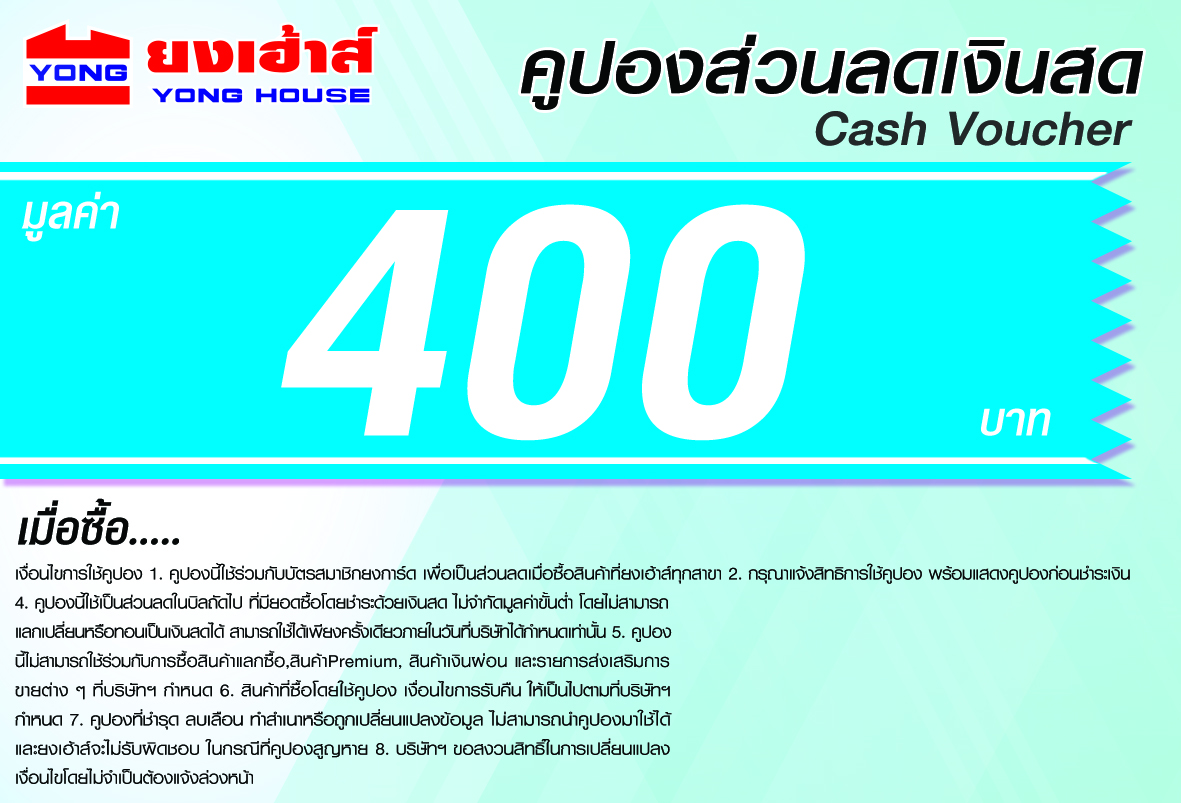 YONG
ยงเฮ้าส์
YONG HOUSE
คูปองส่วนลดเงินสด
Cash Voucher
มูลค่า
400
บาท
เมื่อซื้อ.....
เงื่อนไขการใช้คูปอง 1. คูปองนี้ใช้ร่วมกับบัตรสมาชิกยงการ์ด เพื่อเป็นส่วนลดเมื่อซื้อสินค้าที่ยงเฮ้าส์ทุกสาขา 2. กรุณาแจ้งสิทธิการใช้คูปอง พร้อมแสดงคูปองก่อนชำระเงิน
4. คูปองนี้ใช้เป็นส่วนลดในบิลถัดไป ที่มียอดซื้อโดยชำระด้วยเงินสด ไม่จำกัดมูลค่าขั้นต่ำ โดยไม่สามารถ
แลกเปลี่ยนหรือทอนเป็นเงินสดได้ สามารถใช้ได้เพียงครั้งเดียวภายในวันที่บริษัทได้กำหนดเท่านั้น 5. คูปอง
นี้ไม่สามารถใช้ร่วมกับการซื้อสินค้าแลกซื้อ,สินค้าPremium, สินค้าเงินผ่อน และรายการส่งเสริมการ
ขายต่าง ๆ ที่บริษัทฯ กำหนด 6. สินค้าที่ซื้อโดยใช้คูปอง เงื่อนไขการรับคืน ให้เป็นไปตามที่บริษัทฯ
กำหนด 7. คูปองที่ชำรุด ลบเลือน ทำสำเนาหรือถูกเปลี่ยนแปลงข้อมูล ไม่สามารถนำคูปองมาใช้ได้
และยงเฮ้าส์จะไม่รับผิดชอบ ในกรณีที่คูปองสูญหาย 8. บริษัทฯ ขอสงวนสิทธิ์ในการเปลี่ยนแปลง
เงื่อนไขโดยไม่จำเป็นต้องแจ้งล่วงหน้า